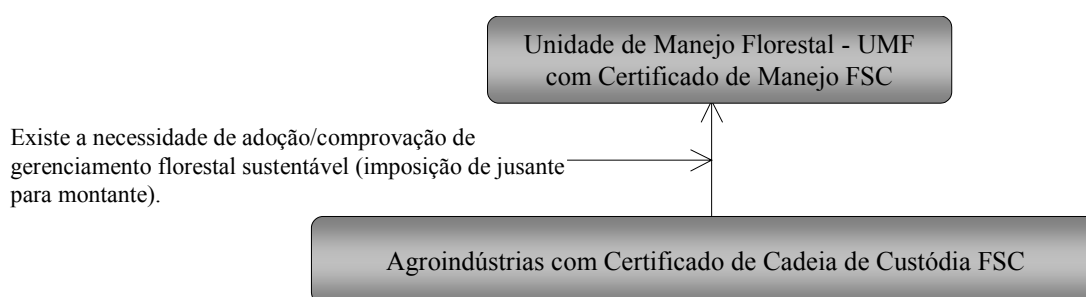 Unidade de Manejo Florestal - UMF
com Certificado de Manejo FSC
Existe a necessidade de adoção/comprovação de
gerenciamento florestal sustentável (imposição de jusante
para montante).
Agroindústrias com Certificado de Cadeia de Custódia FSC